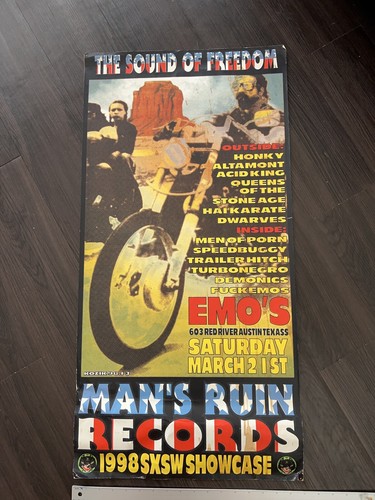 THE SOUND OF FREEDOM
OUTSIDE:
HONKY
ALTAMONT
ACID KING
QUEENS
OF THE
STONE AGE
HAI KARATE
DWARVES
INSIDE:
MEN OF PORN
SPEEDBUGGY
TRAILER HITCH
TURBONEGRO
DEMONICS
FUCKEMOS
EMO'S
603 RED RIVER AUSTIN TEXASS
SATURDAY
MARCH 21ST
MAN'S RUIN
RECORDS
1998 SXSW SHOWCASE